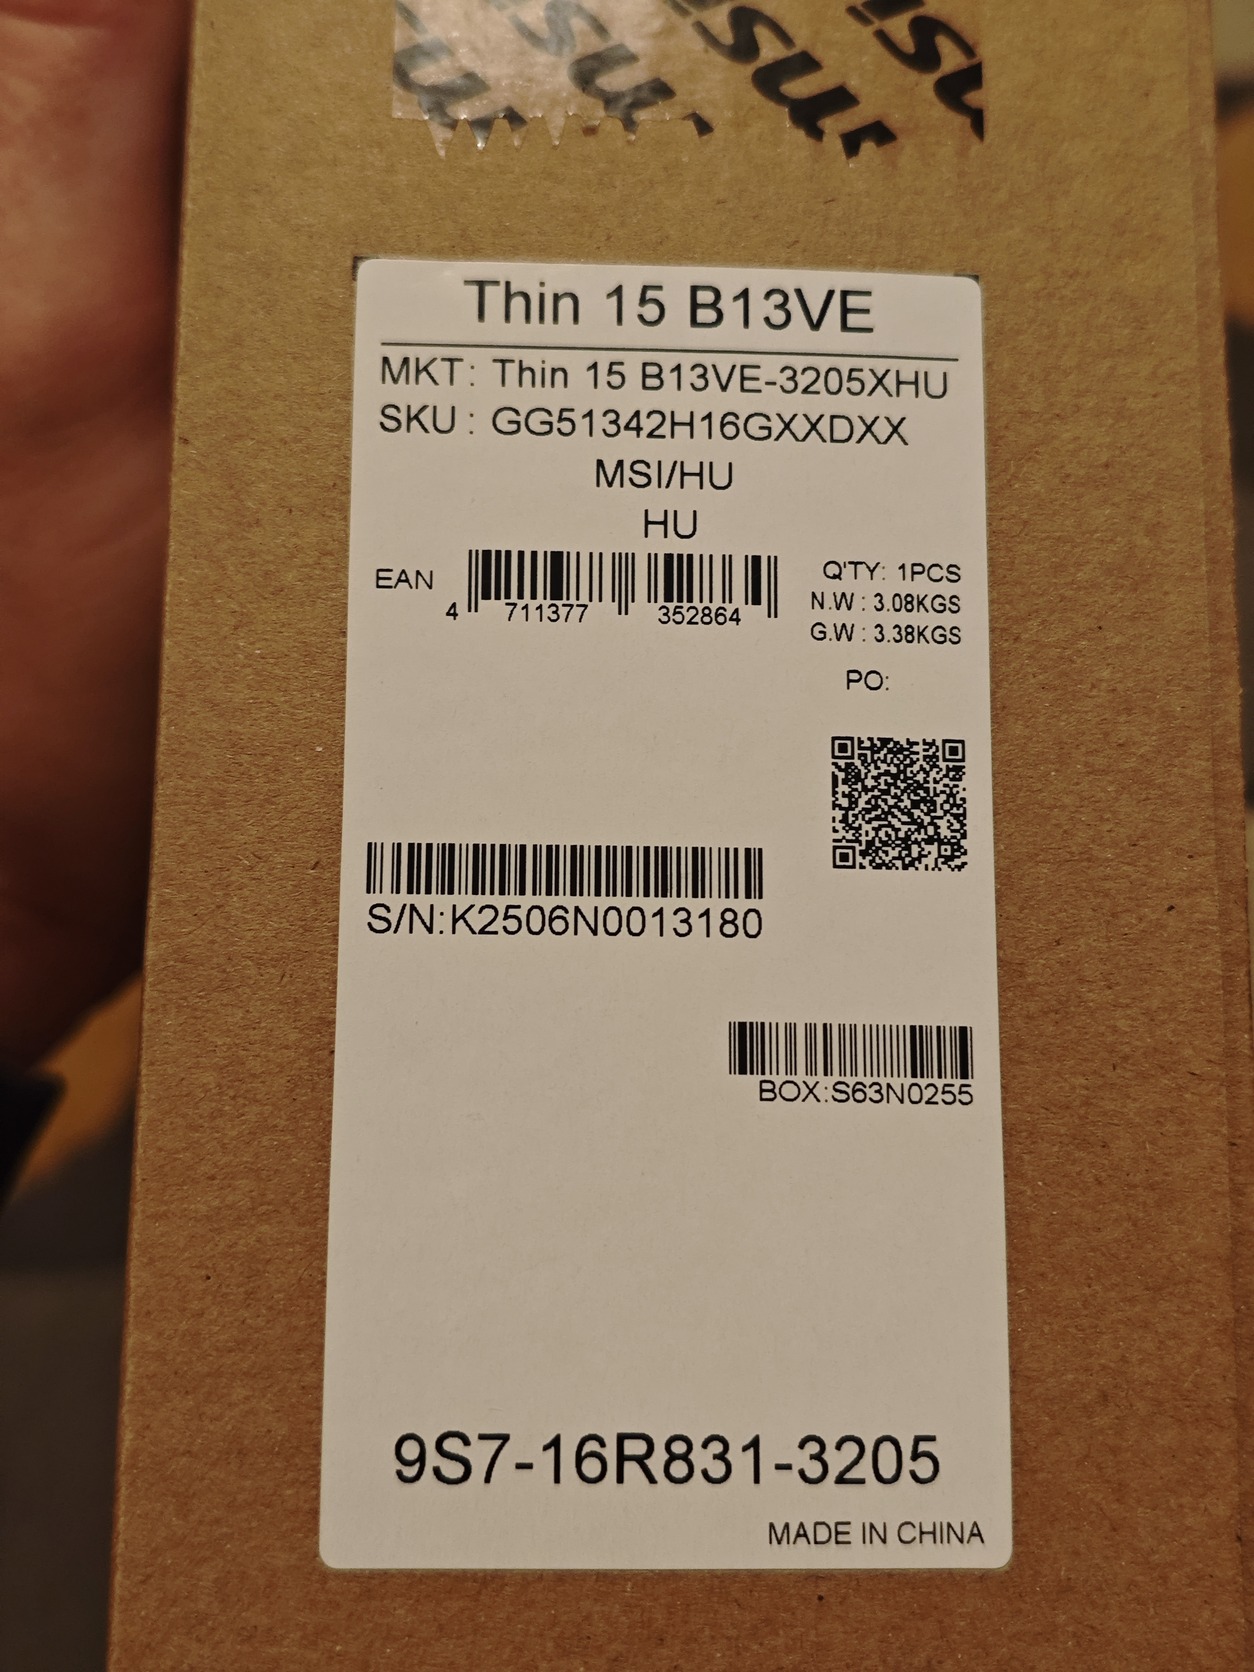 Thin 15 B13VE
MKT: Thin 15 B13VE-3205XHU
SKU : GG51342H16GXXDXX
MSI/HU
HU
EAN
4 711377 352864
Q'TY: 1PCS
N.W : 3.08KGS
G.W : 3.38KGS
PO:
S/N:K2506N0013180
BOX:S63N0255
9S7-16R831-3205
MADE IN CHINA